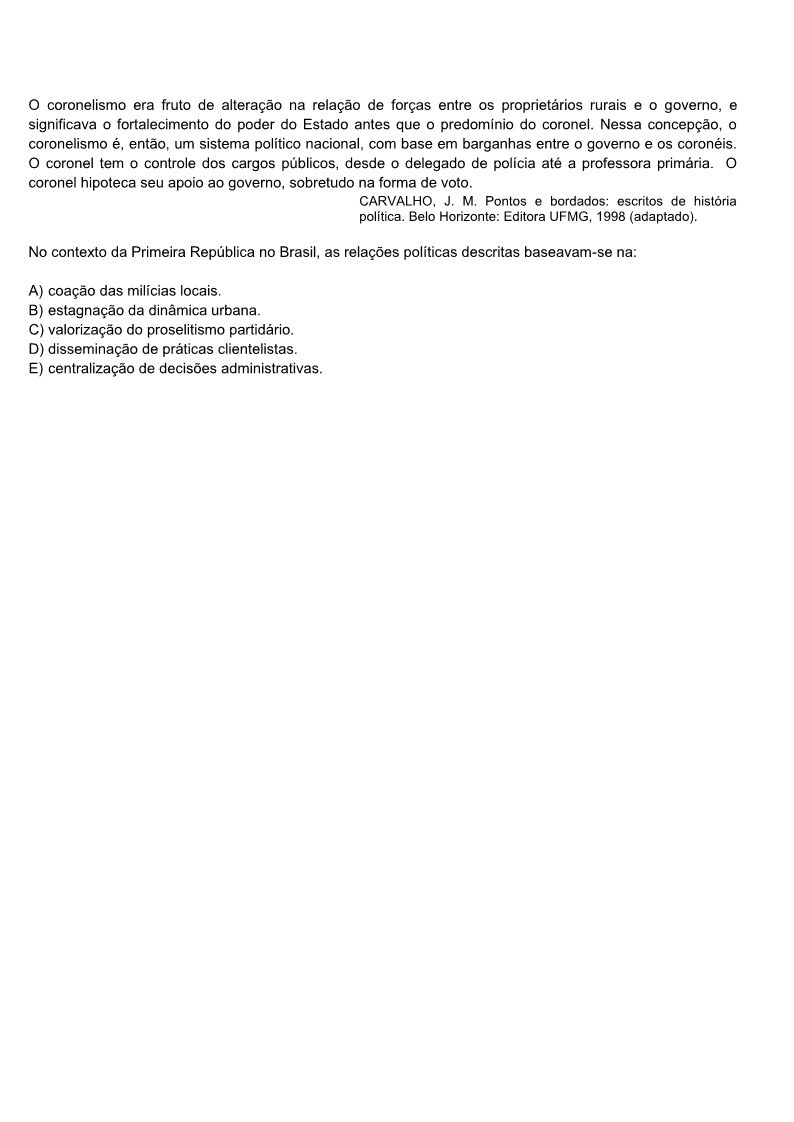 O coronelismo era fruto de alteração na relação de forças entre os proprietários rurais e o governo, e
significava o fortalecimento do poder do Estado antes que o predomínio do coronel. Nessa concepção, o
coronelismo é, então, um sistema político nacional, com base em barganhas entre o governo e os coronéis.
O coronel tem o controle dos cargos públicos, desde o delegado de polícia até a professora primária.  O
coronel hipoteca seu apoio ao governo, sobretudo na forma de voto.
CARVALHO, J. M. Pontos e bordados: escritos de história
política. Belo Horizonte: Editora UFMG, 1998 (adaptado).
No contexto da Primeira República no Brasil, as relações políticas descritas baseavam-se na:
A) coação das milícias locais.
B) estagnação da dinâmica urbana.
C) valorização do proselitismo partidário.
D) disseminação de práticas clientelistas.
E) centralização de decisões administrativas.